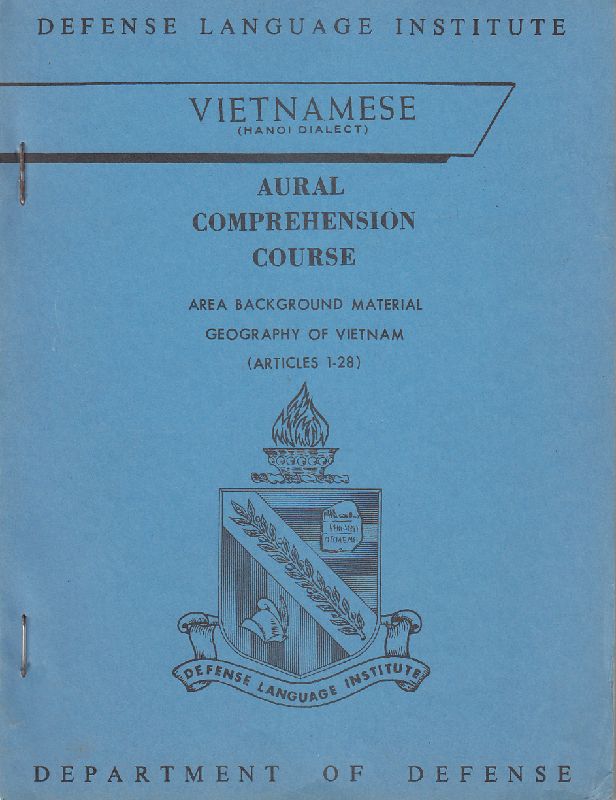 DEFENSE LANGUAGE INSTITUTE
VIETNAMESE
(HANOI DIALECT)
AURAL
COMPREHENSION
COURSE
AREA BACKGROUND MATERIAL
GEOGRAPHY OF VIETNAM
(ARTICLES 1-28)
DEFENSE LANGUAGE INSTITUTE
DEPARTMENT OF DEFENSE